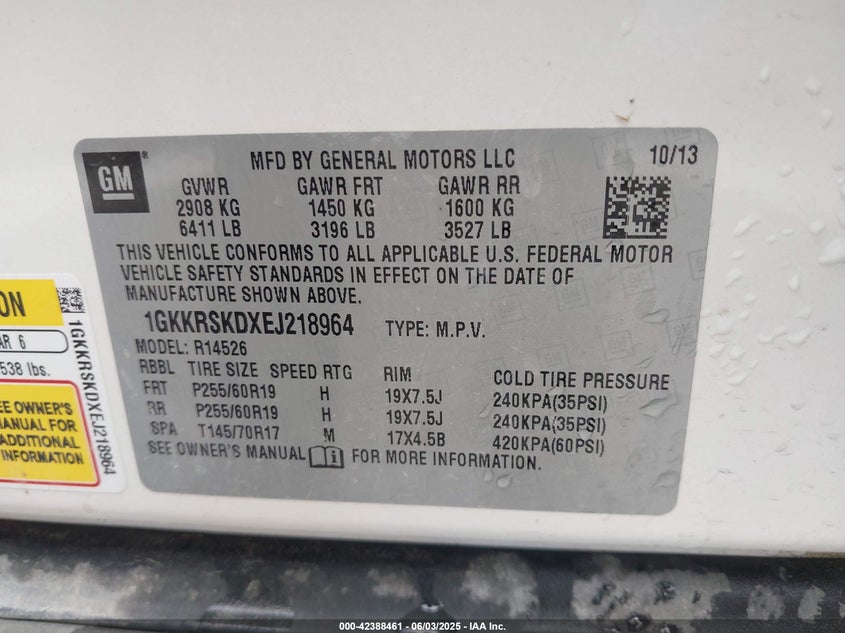 GM
MFD BY GENERAL MOTORS LLC
10/13
GVWR GAWR FRT GAWR RR
2908 KG 1450 KG 1600 KG
6411 LB 3196 LB 3527 LB
THIS VEHICLE CONFORMS TO ALL APPLICABLE U.S. FEDERAL MOTOR
VEHICLE SAFETY STANDARDS IN EFFECT ON THE DATE OF
MANUFACTURE SHOWN ABOVE.
1GKKRSKDXEJ218964 TYPE: M.P.V.
MODEL: R14526
RBBL TIRE SIZE SPEED RTG RIM COLD TIRE PRESSURE
FRT P255/60R19 H 19X7.5J 240KPA(35PSI)
RR P255/60R19 H 19X7.5J 240KPA(35PSI)
SPA T145/70R17 M 17X4.5B 420KPA(60PSI)
SEE OWNER'S MANUAL FOR MORE INFORMATION.
ON
AR 6
538 lbs.
EE OWNER'S
MANUAL FOR
ADDITIONAL
INFORMATION
1GKKRSKDXEJ218964
000-42388461 - 06/03/2025 - IAA Inc.